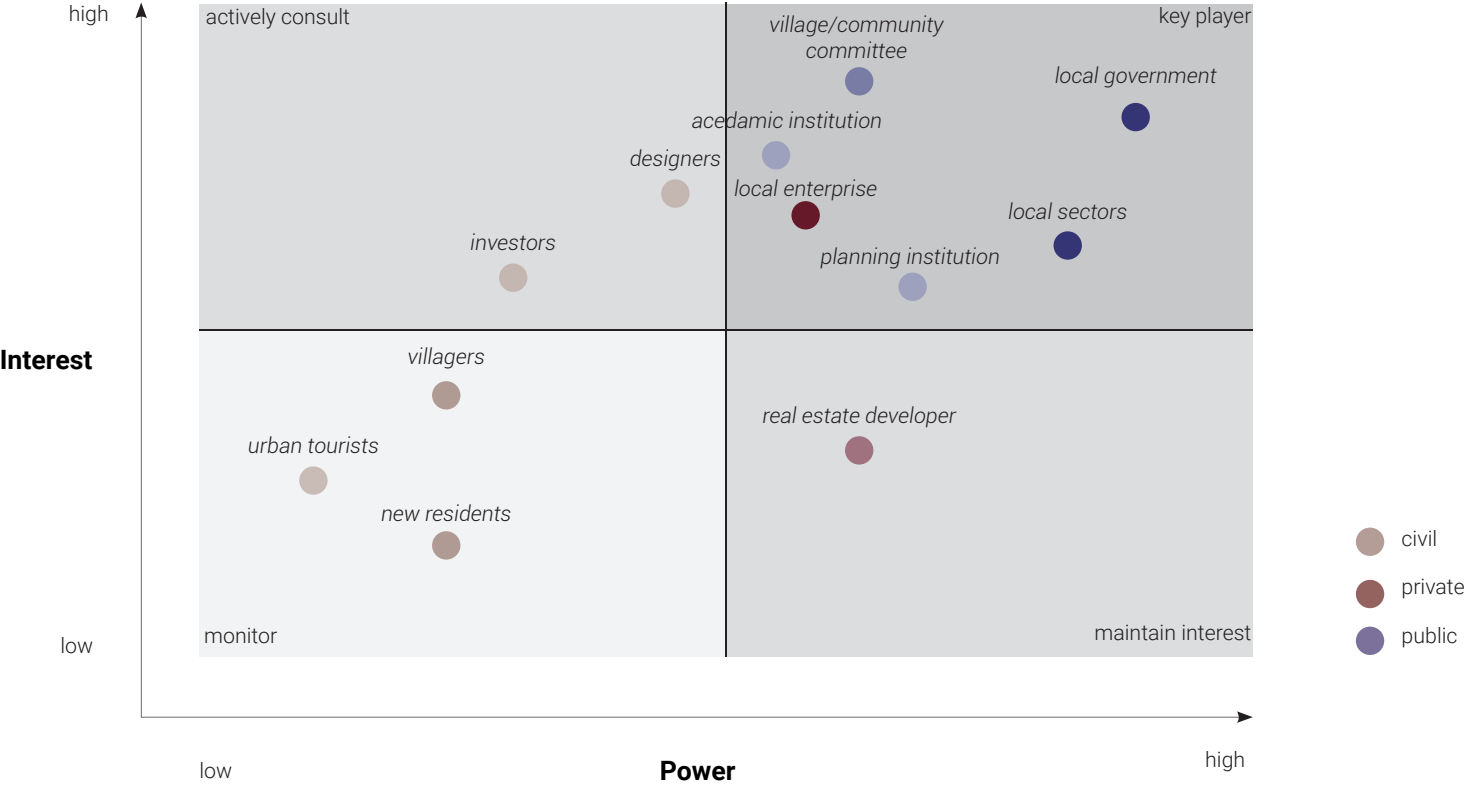 high
actively consult
key player
village/community
committee
local government
acedamic institution
designers
local enterprise
local sectors
investors
planning institution
Interest
villagers
real estate developer
urban tourists
new residents
civil
private
public
monitor
maintain interest
low
low
Power
high